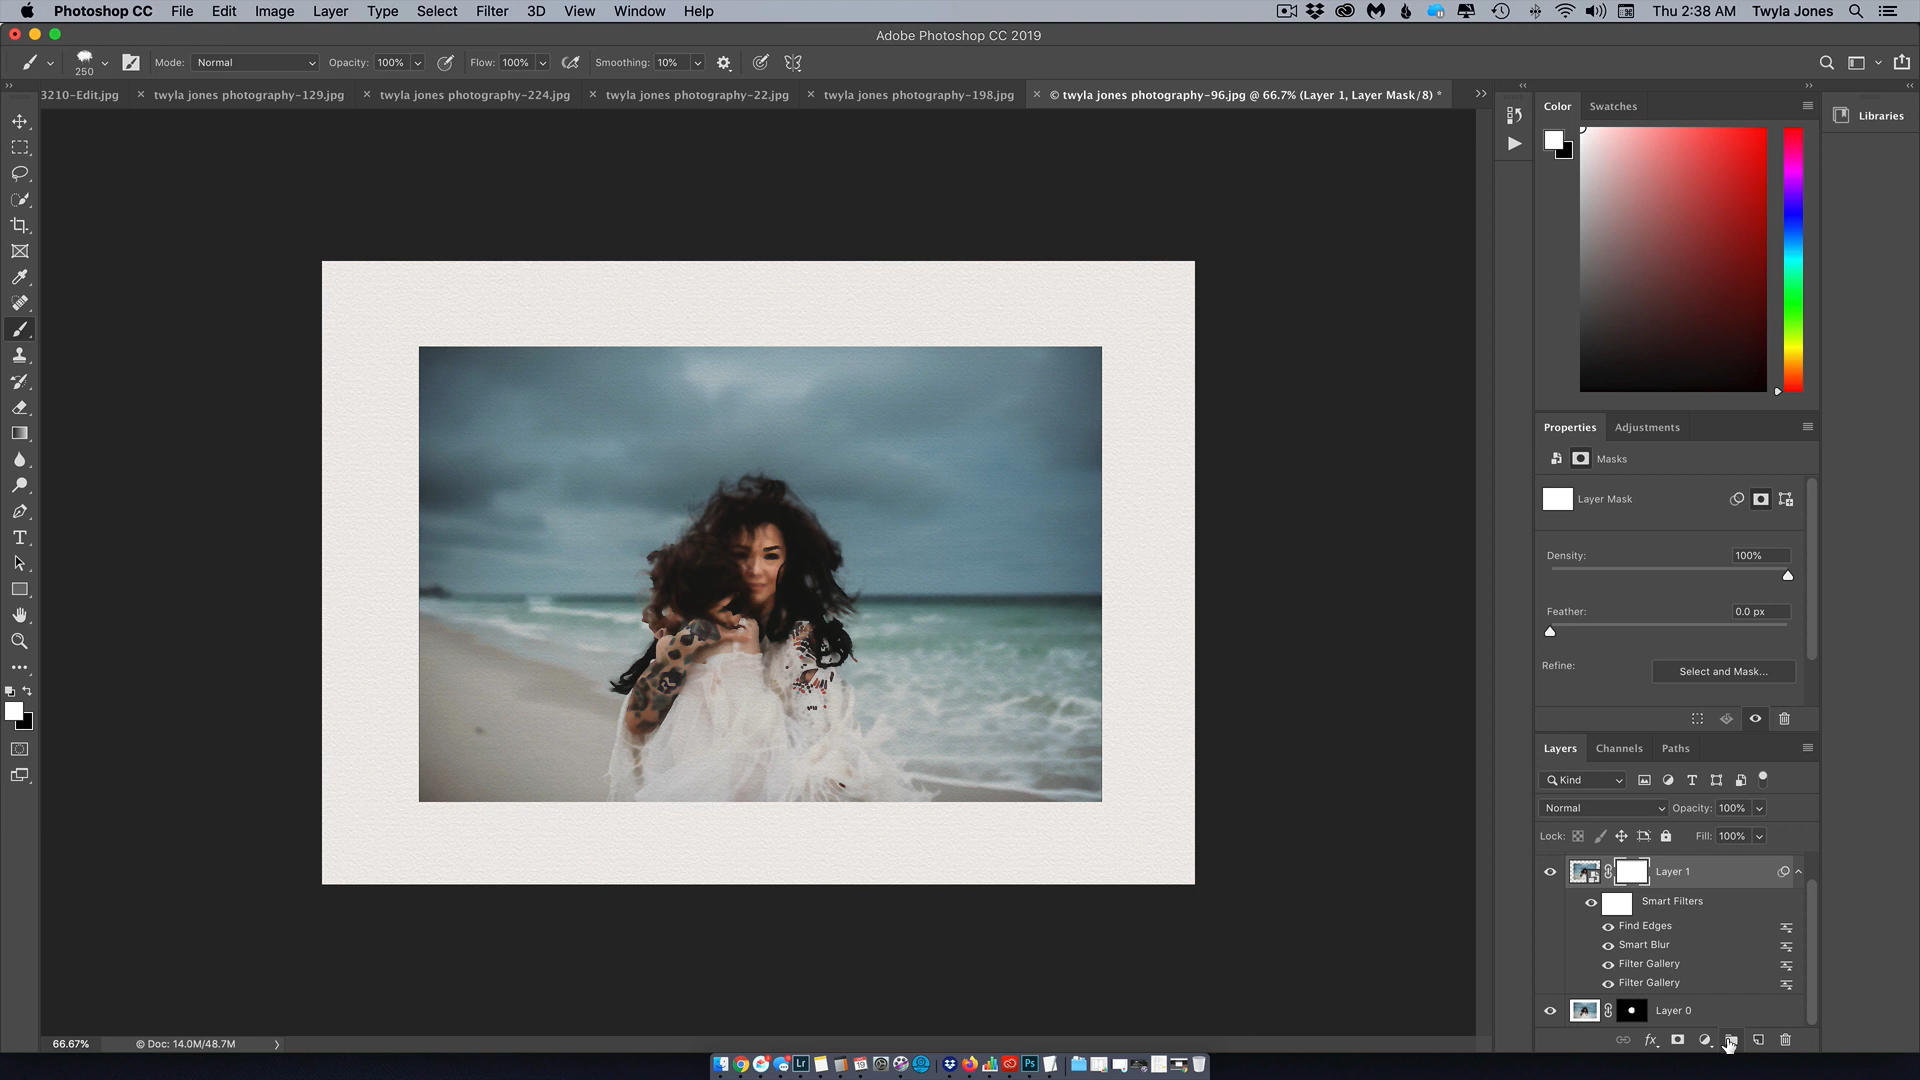 Photoshop CC File Edit Image Layer Type Select Filter 3D View Window Help Thu 2:38 AM Twyla Jones
Adobe Photoshop CC 2019
250 Mode: Normal Opacity: 100% Flow: 100% Smoothing: 10%
3210-Edit.jpg × twyla jones photography-129.jpg × twyla jones photography-224.jpg × twyla jones photography-22.jpg × twyla jones photography-198.jpg × © twyla jones photography-96.jpg @ 66.7% (Layer 1, Layer Mask/8) *
Color Swatches
Libraries
Properties Adjustments
Masks
Layer Mask
Density: 100%
Feather: 0.0 px
Refine: Select and Mask...
Layers Channels Paths
Kind
Normal Opacity: 100%
Lock: Fill: 100%
Layer 1
Smart Filters
Find Edges
Smart Blur
Filter Gallery
Filter Gallery
Layer 0
fx
66.67% © Doc: 14.0M/48.7M
Lr Ps